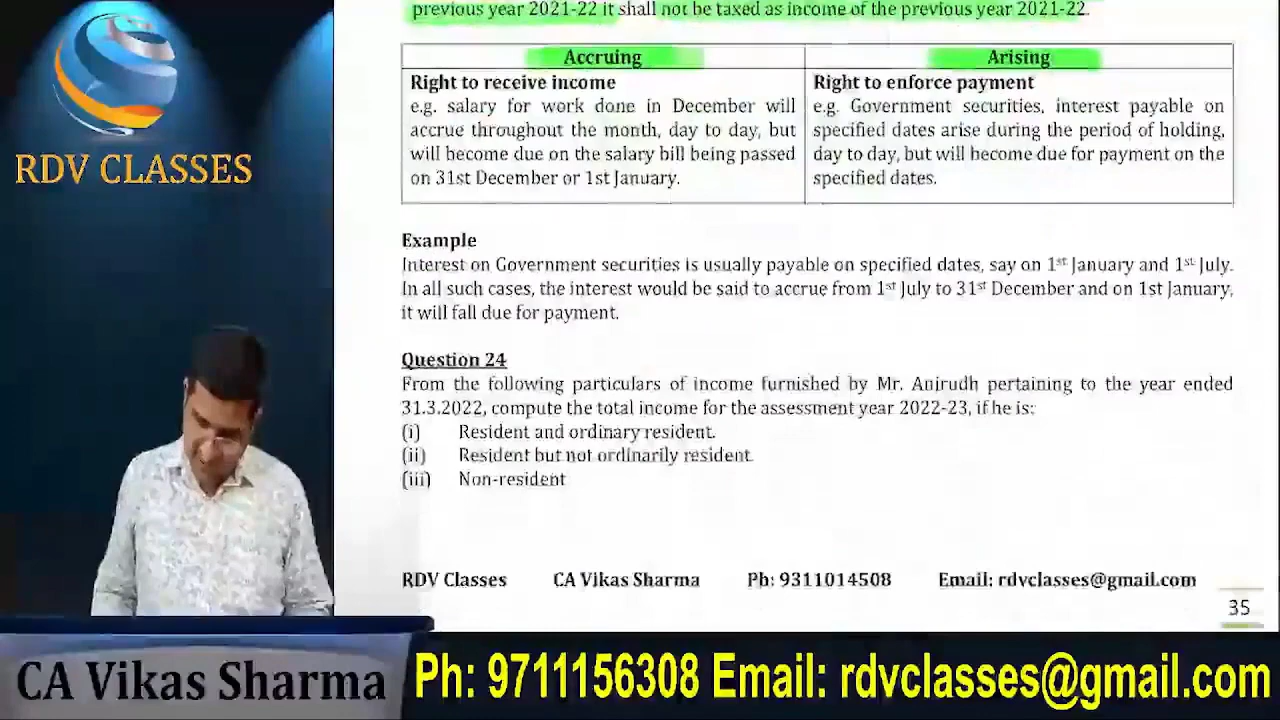 previous year 2021-22 it shall not be taxed as income of the previous year 2021-22.
RDV CLASSES
Accruing
Right to receive income
e.g. salary for work done in December will
accrue throughout the month, day to day, but
will become due on the salary bill being passed
on 31st December or 1st January.
Arising
Right to enforce payment
e.g. Government securities, interest payable on
specified dates arise during the period of holding,
day to day, but will become due for payment on the
specified dates.
Example
Interest on Government securities is usually payable on specified dates, say on 1st January and 1st July.
In all such cases, the interest would be said to accrue from 1st July to 31st December and on 1st January,
it will fall due for payment.
Question 24
From the following particulars of income furnished by Mr. Anirudh pertaining to the year ended
31.3.2022, compute the total income for the assessment year 2022-23, if he is:
(i) Resident and ordinary resident.
(ii) Resident but not ordinarily resident.
(iii) Non-resident
RDV Classes CA Vikas Sharma Ph: 9311014508 Email: rdvclasses@gmail.com
35
CA Vikas Sharma
Ph: 9711156308 Email: rdvclasses@gmail.com